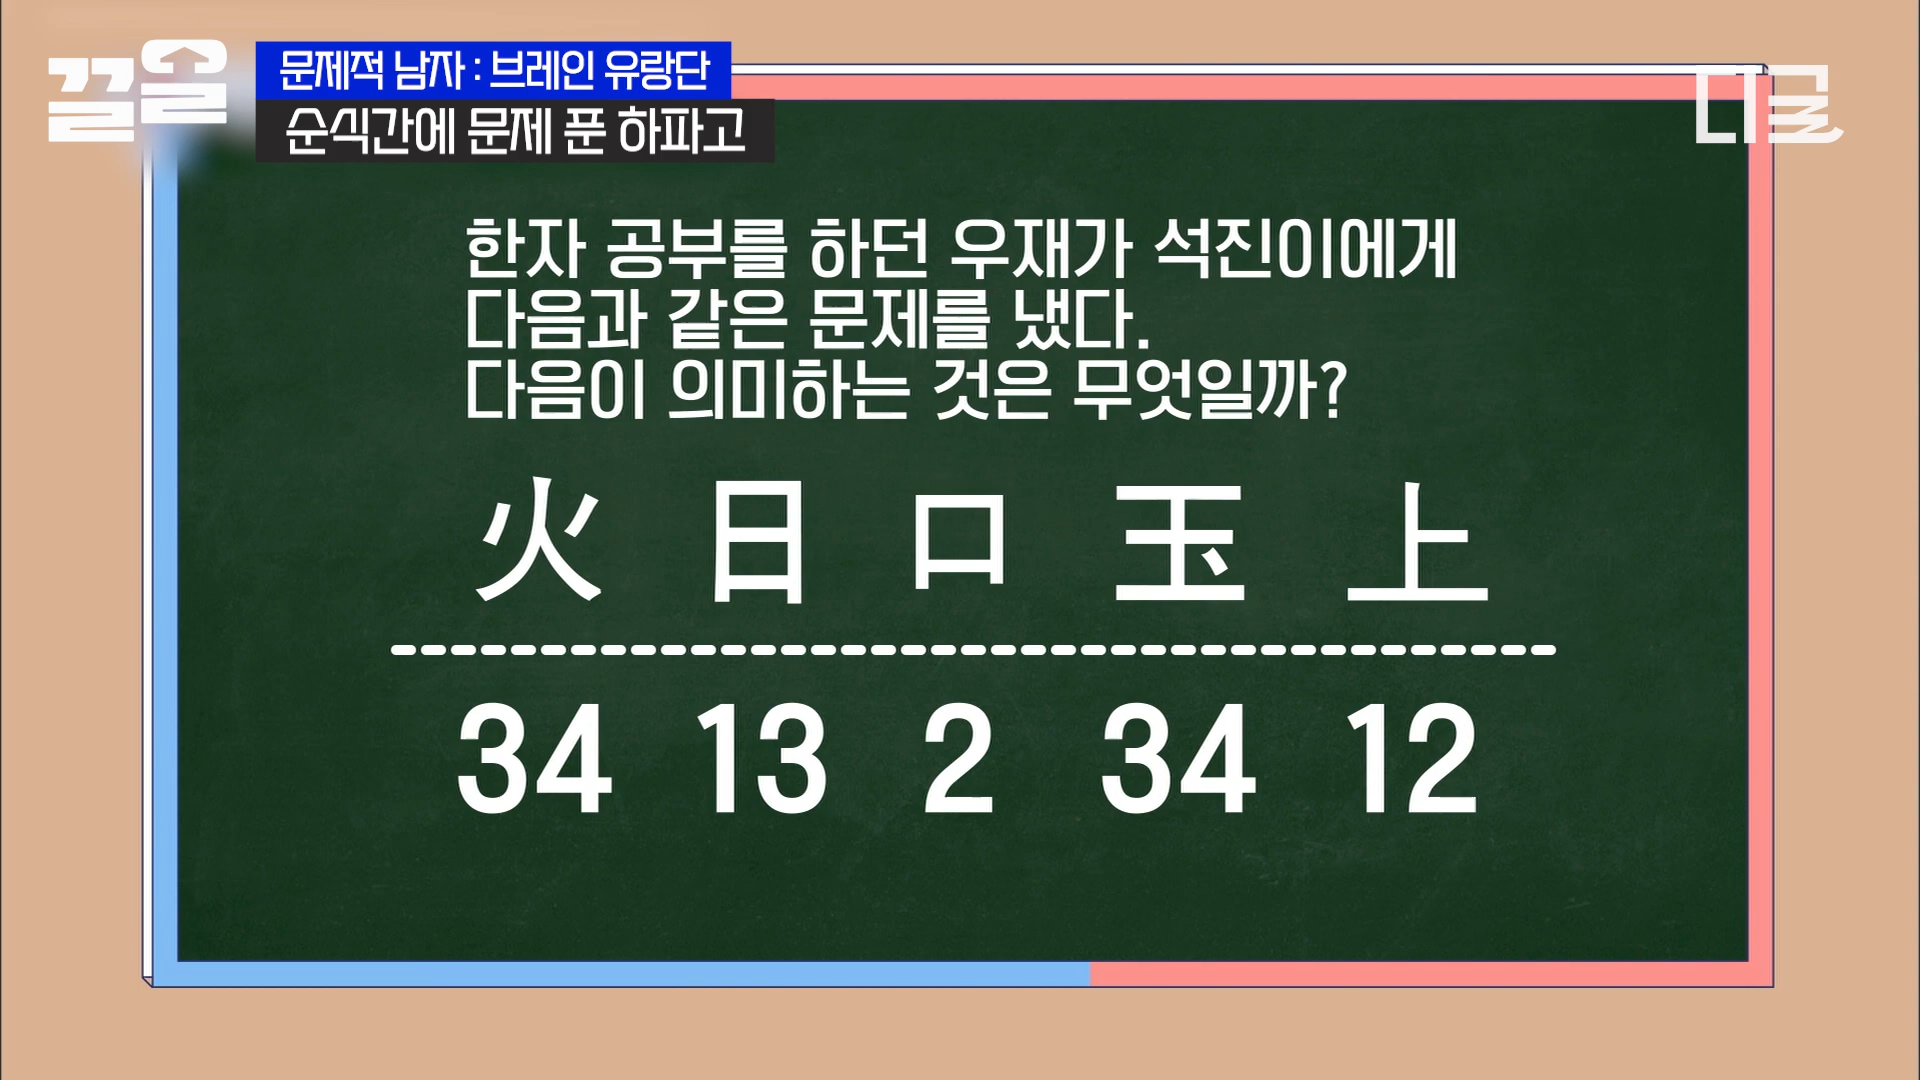 끌올
문제적 남자 : 브레인 유랑단
순식간에 문제 푼 하파고
디글
한자 공부를 하던 우재가 석진이에게
다음과 같은 문제를 냈다.
다음이 의미하는 것은 무엇일까?
火 日 口 玉 上
34 13 2 34 12